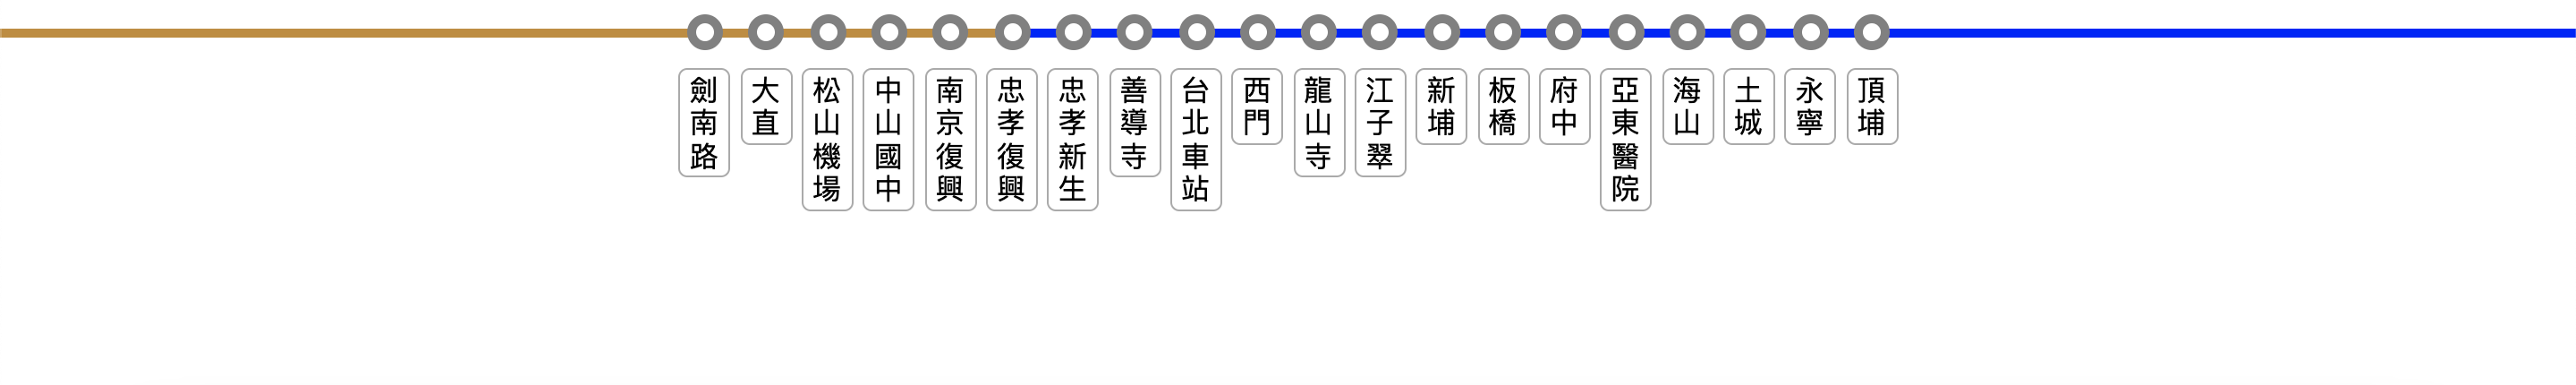 劍南路
大直
松山機場
中山國中
南京復興
忠孝復興
忠孝新生
善導寺
台北車站
西門
龍山寺
江子翠
新埔
板橋
府中
亞東醫院
海山
土城
永寧
頂埔